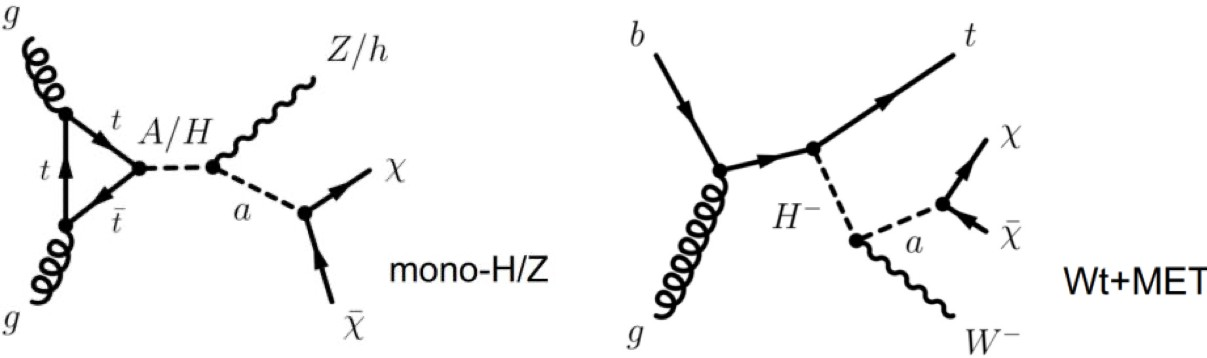 g
t
t
t̄
g
A/H
Z/h
a
χ
χ̄
mono-H/Z
b
g
t
H⁻
a
χ
χ̄
W⁻
Wt+MET